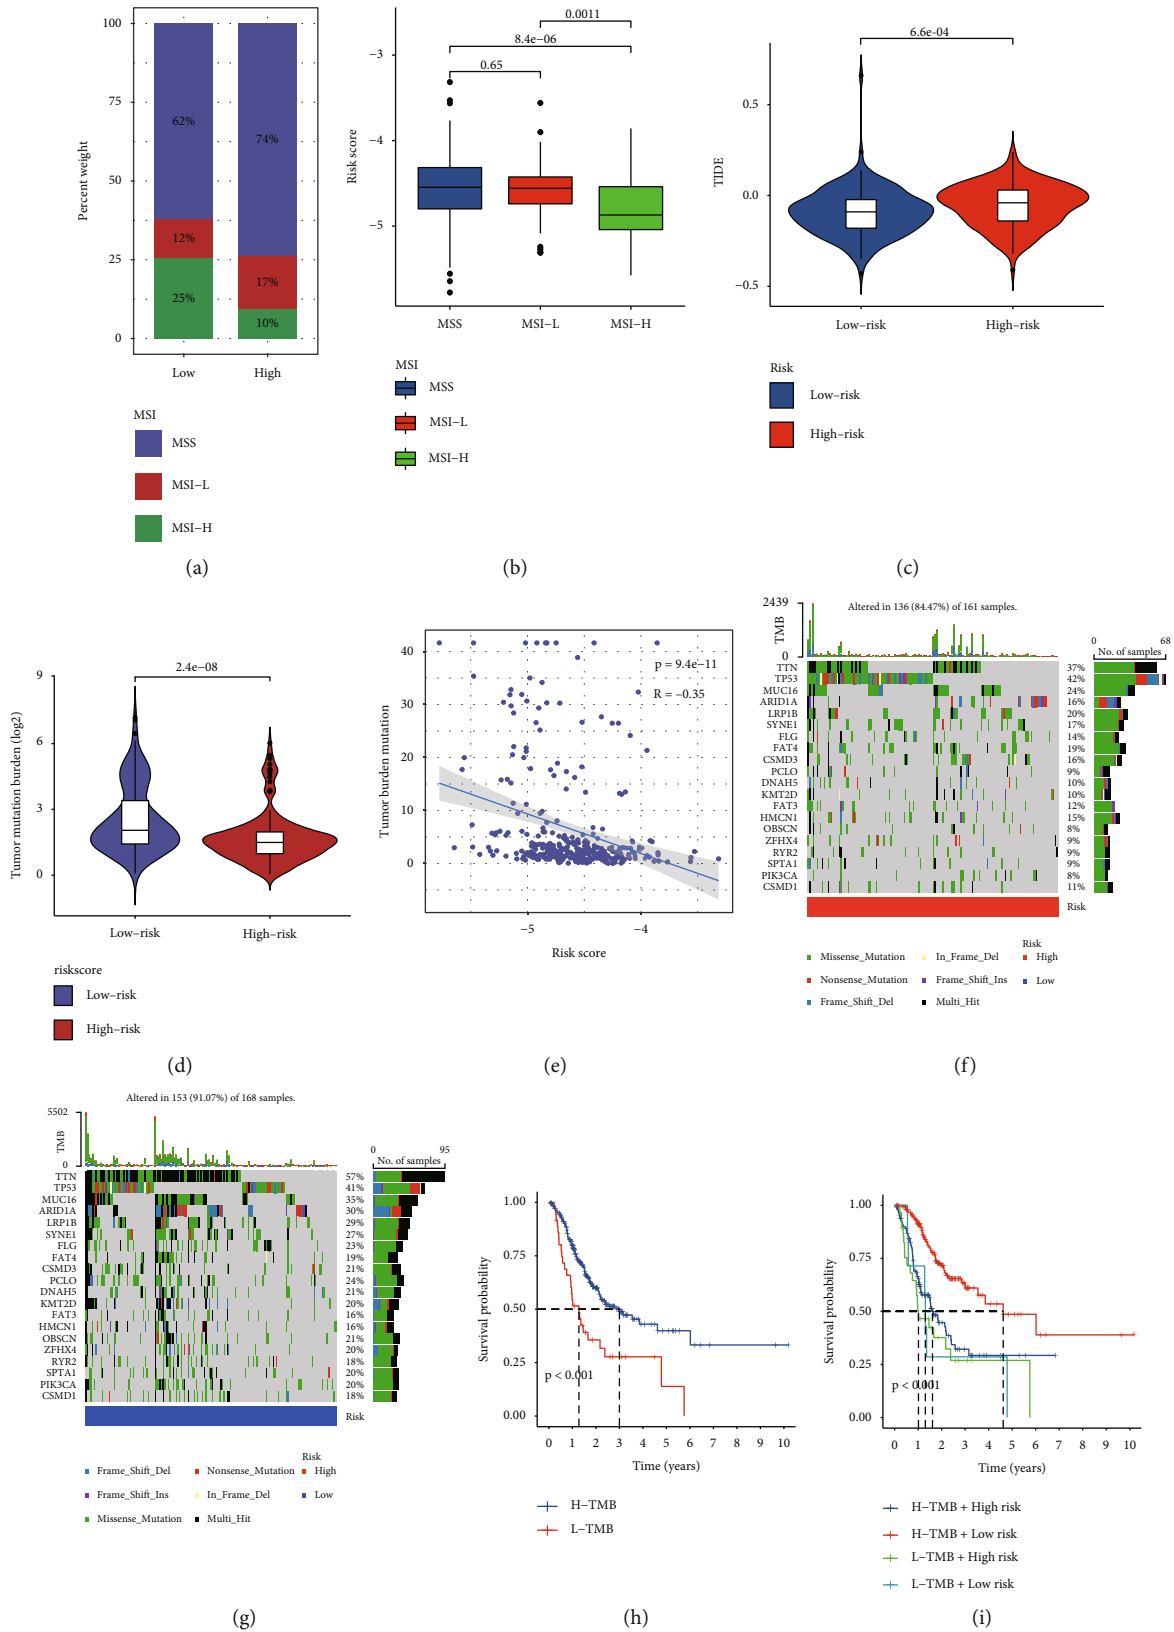 100
75
50
25
0
Percent weight
62%
12%
25%
74%
17%
10%
Low High
MSI
MSS
MSI−L
MSI−H
(a)
0.0011
8.4e−06
0.65
−3
−4
−5
Risk score
MSS MSI−L MSI−H
MSI
MSS
MSI−L
MSI−H
(b)
6.6e−04
0.5
0.0
−0.5
TIDE
Low−risk High−risk
Risk
Low−risk
High−risk
(c)
2.4e−08
9
6
3
0
Tumor mutation burden (log2)
Low−risk High−risk
riskscore
Low−risk
High−risk
(d)
40
30
20
10
0
Tumor burden mutation
p = 9.4e−11
R = −0.35
−5 −4
Risk score
(e)
Altered in 136 (84.47%) of 161 samples.
2439
TMB
0
0 68
No. of samples
TTN 37%
TP53 42%
MUC16 24%
ARID1A 16%
LRP1B 20%
SYNE1 17%
FLG 14%
FAT4 19%
CSMD3 16%
PCLO 9%
DNAH5 10%
KMT2D 10%
FAT3 12%
HMCN1 15%
OBSCN 8%
ZFHX4 9%
RYR2 9%
SPTA1 9%
PIK3CA 8%
CSMD1 11%
Risk
Missense_Mutation In_Frame_Del Risk High
Nonsense_Mutation Frame_Shift_Ins Low
Frame_Shift_Del Multi_Hit
(f)
Altered in 153 (91.07%) of 168 samples.
5502
TMB
0
0 95
No. of samples
TTN 57%
TP53 41%
MUC16 35%
ARID1A 30%
LRP1B 29%
SYNE1 27%
FLG 23%
FAT4 19%
CSMD3 21%
PCLO 24%
DNAH5 21%
KMT2D 20%
FAT3 16%
HMCN1 16%
OBSCN 21%
ZFHX4 20%
RYR2 18%
SPTA1 20%
PIK3CA 20%
CSMD1 18%
Risk
Risk
Frame_Shift_Del Nonsense_Mutation High
Frame_Shift_Ins In_Frame_Del Low
Missense_Mutation Multi_Hit
(g)
1.00
0.75
0.50
0.25
0.00
Survival probability
p < 0.001
0 1 2 3 4 5 6 7 8 9 10
Time (years)
H−TMB
L−TMB
(h)
1.00
0.75
0.50
0.25
0.00
Survival probability
p < 0.001
0 1 2 3 4 5 6 7 8 9 10
Time (years)
H−TMB + High risk
H−TMB + Low risk
L−TMB + High risk
L−TMB + Low risk
(i)